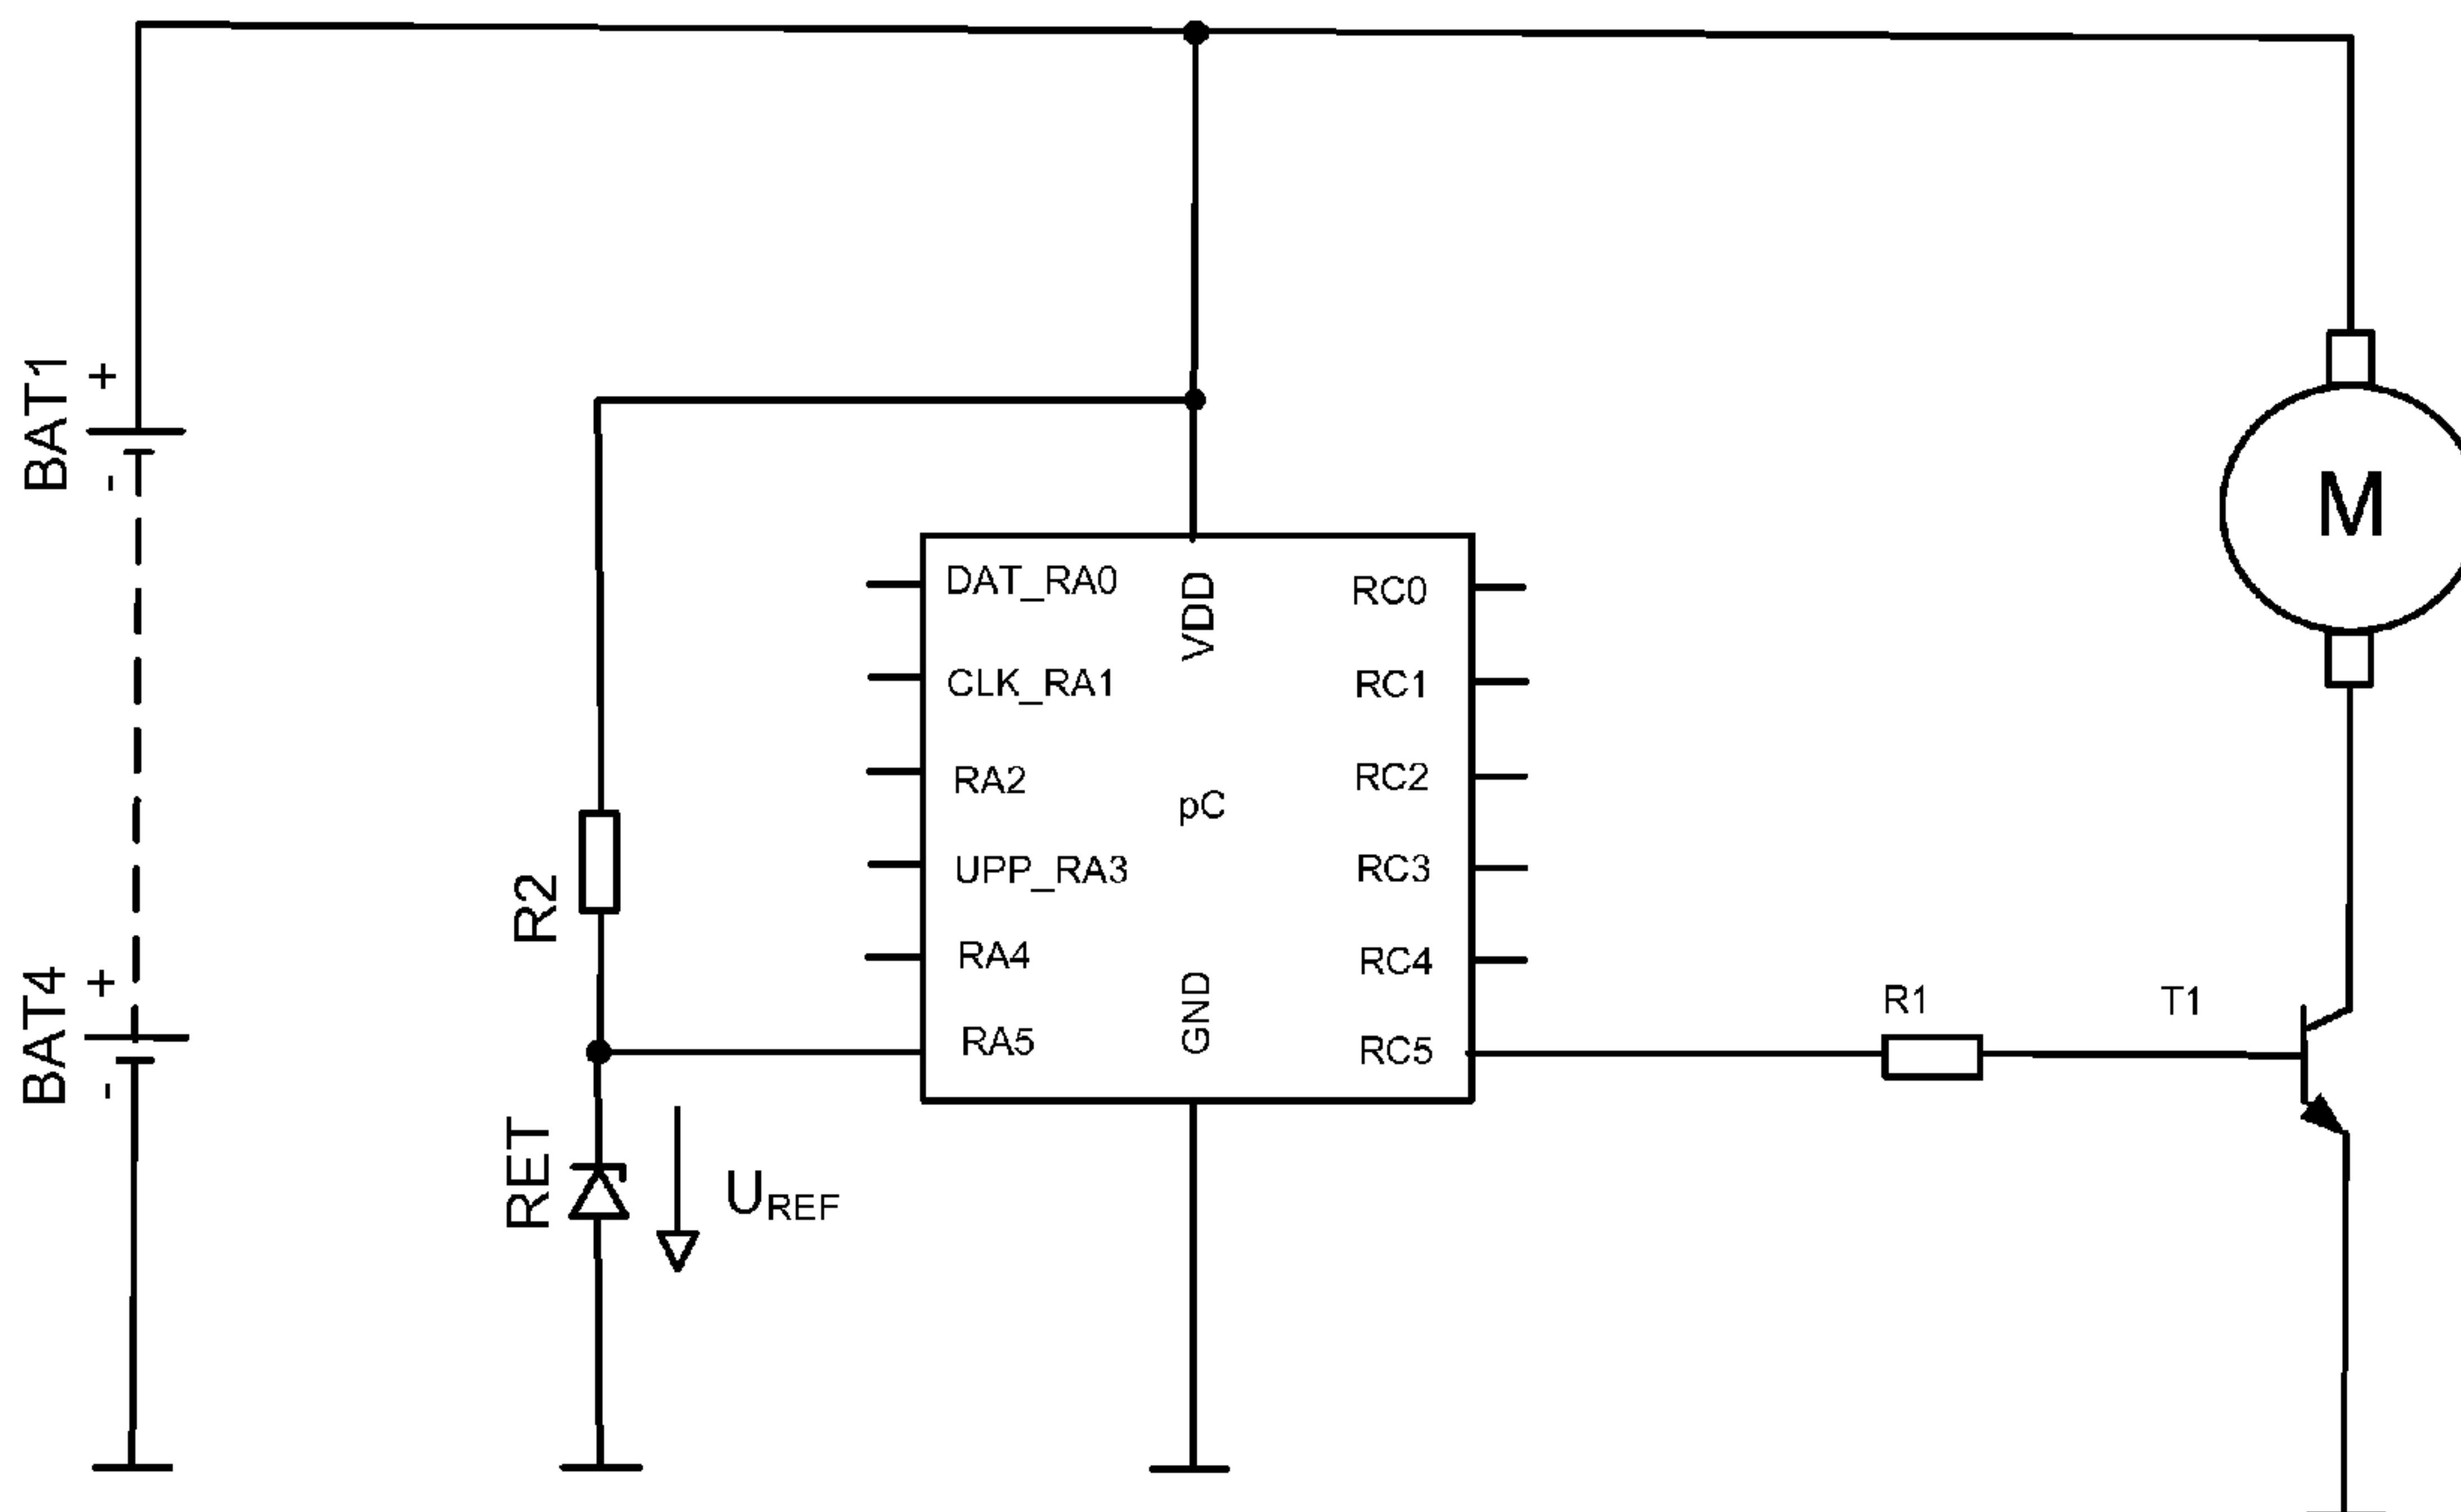 BAT1
+
-
BAT4
+
-
R2
RET
UREF
DAT_RA0
CLK_RA1
RA2
UPP_RA3
RA4
RA5
VDD
pC
GND
RC0
RC1
RC2
RC3
RC4
RC5
R1
T1
M